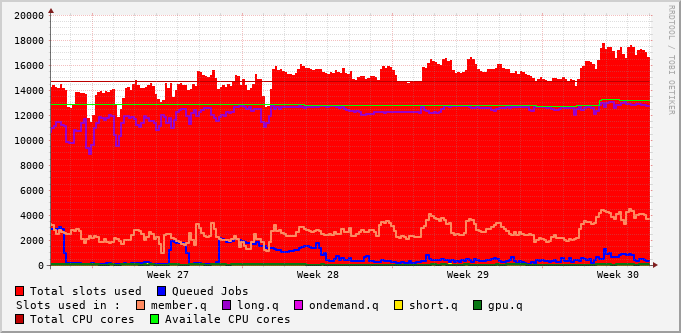 20000
18000
16000
14000
12000
10000
8000
6000
4000
2000
0
Week 27 Week 28 Week 29 Week 30
RRDTOOL / TOBI OETIKER
Total slots used Queued Jobs
Slots used in : member.q long.q ondemand.q short.q gpu.q
Total CPU cores Availale CPU cores